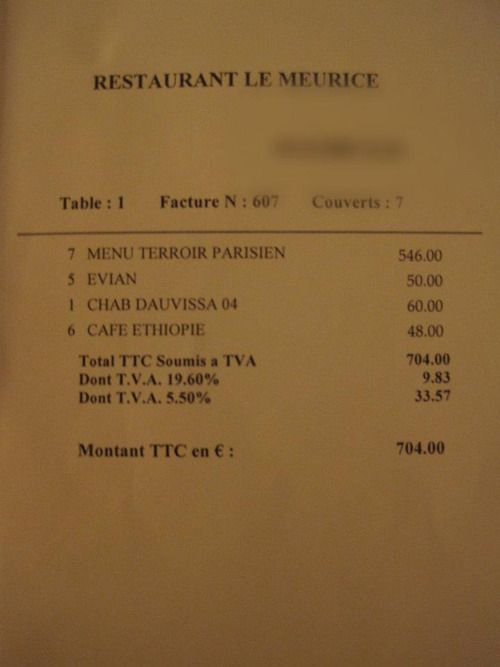 RESTAURANT LE MEURICE
Table : 1 Facture N : 607 Couverts : 7
7 MENU TERROIR PARISIEN 546.00
5 EVIAN 50.00
1 CHAB DAUVISSA 04 60.00
6 CAFE ETHIOPIE 48.00
Total TTC Soumis a TVA 704.00
Dont T.V.A. 19.60% 9.83
Dont T.V.A. 5.50% 33.57
Montant TTC en € : 704.00